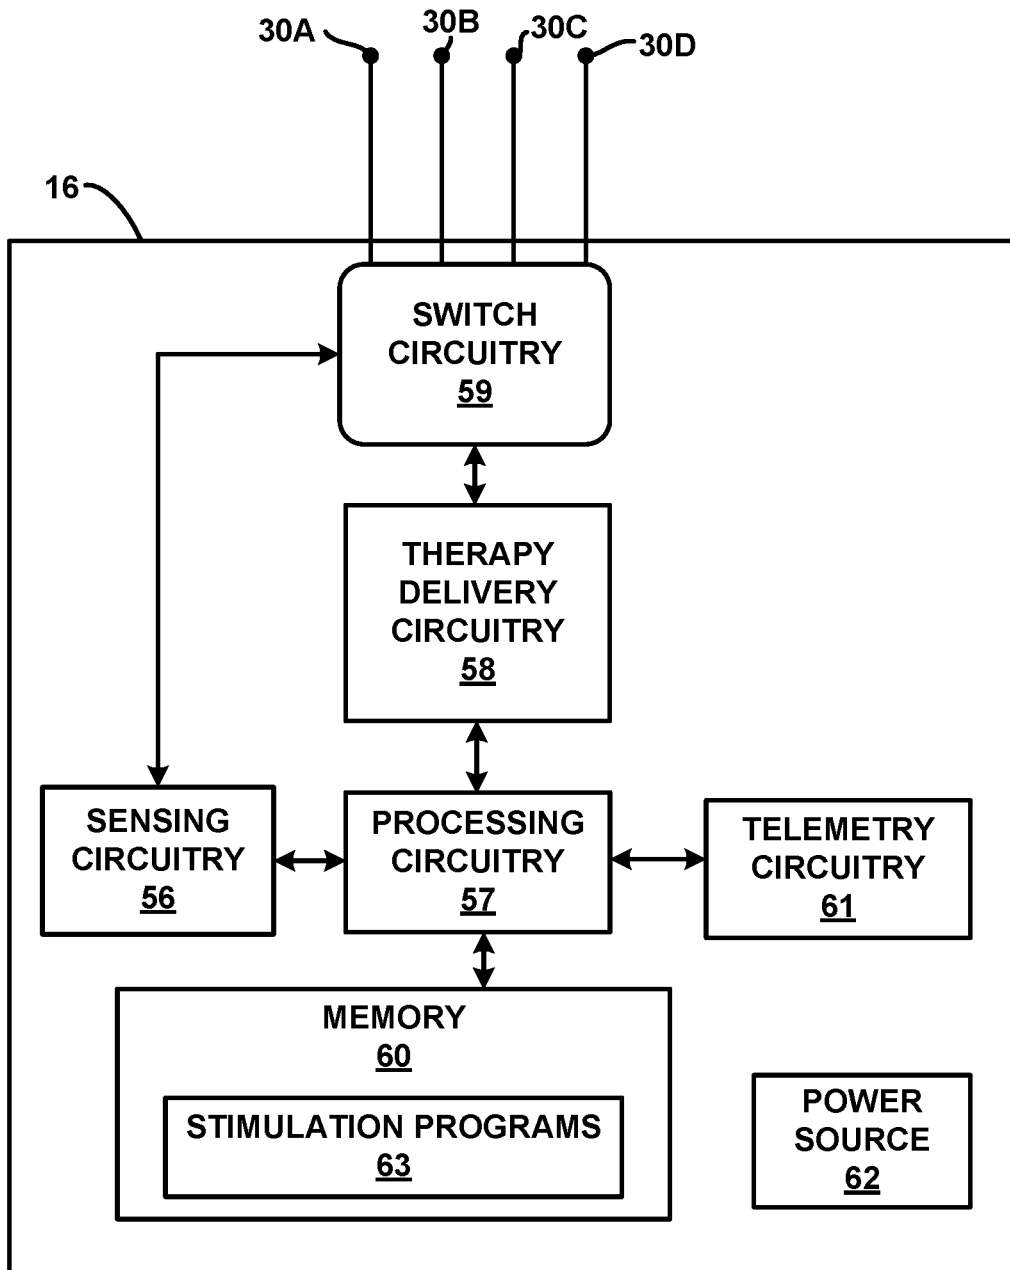 30A
30B
30C
30D
16
SWITCH
CIRCUITRY
59
THERAPY
DELIVERY
CIRCUITRY
58
SENSING
CIRCUITRY
56
PROCESSING
CIRCUITRY
57
TELEMETRY
CIRCUITRY
61
MEMORY
60
STIMULATION PROGRAMS
63
POWER
SOURCE
62